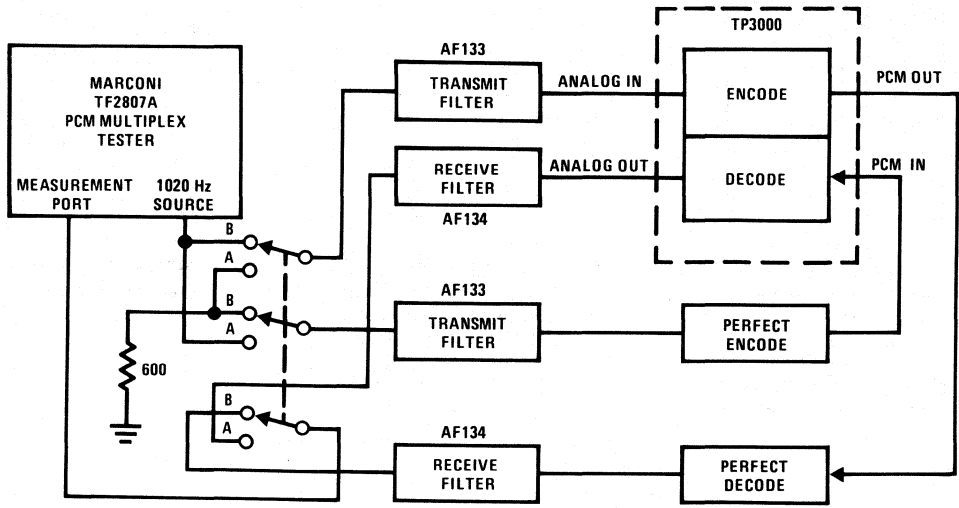 TP3000
AF133
MARCONI
TF2807A
PCM MULTIPLEX
TESTER
TRANSMIT
FILTER
ANALOG IN
ENCODE
PCM OUT
MEASUREMENT
PORT
1020 Hz
SOURCE
RECEIVE
FILTER
ANALOG OUT
DECODE
PCM IN
AF134
B
A
B
A
AF133
TRANSMIT
FILTER
PERFECT
ENCODE
600
B
A
AF134
RECEIVE
FILTER
PERFECT
DECODE